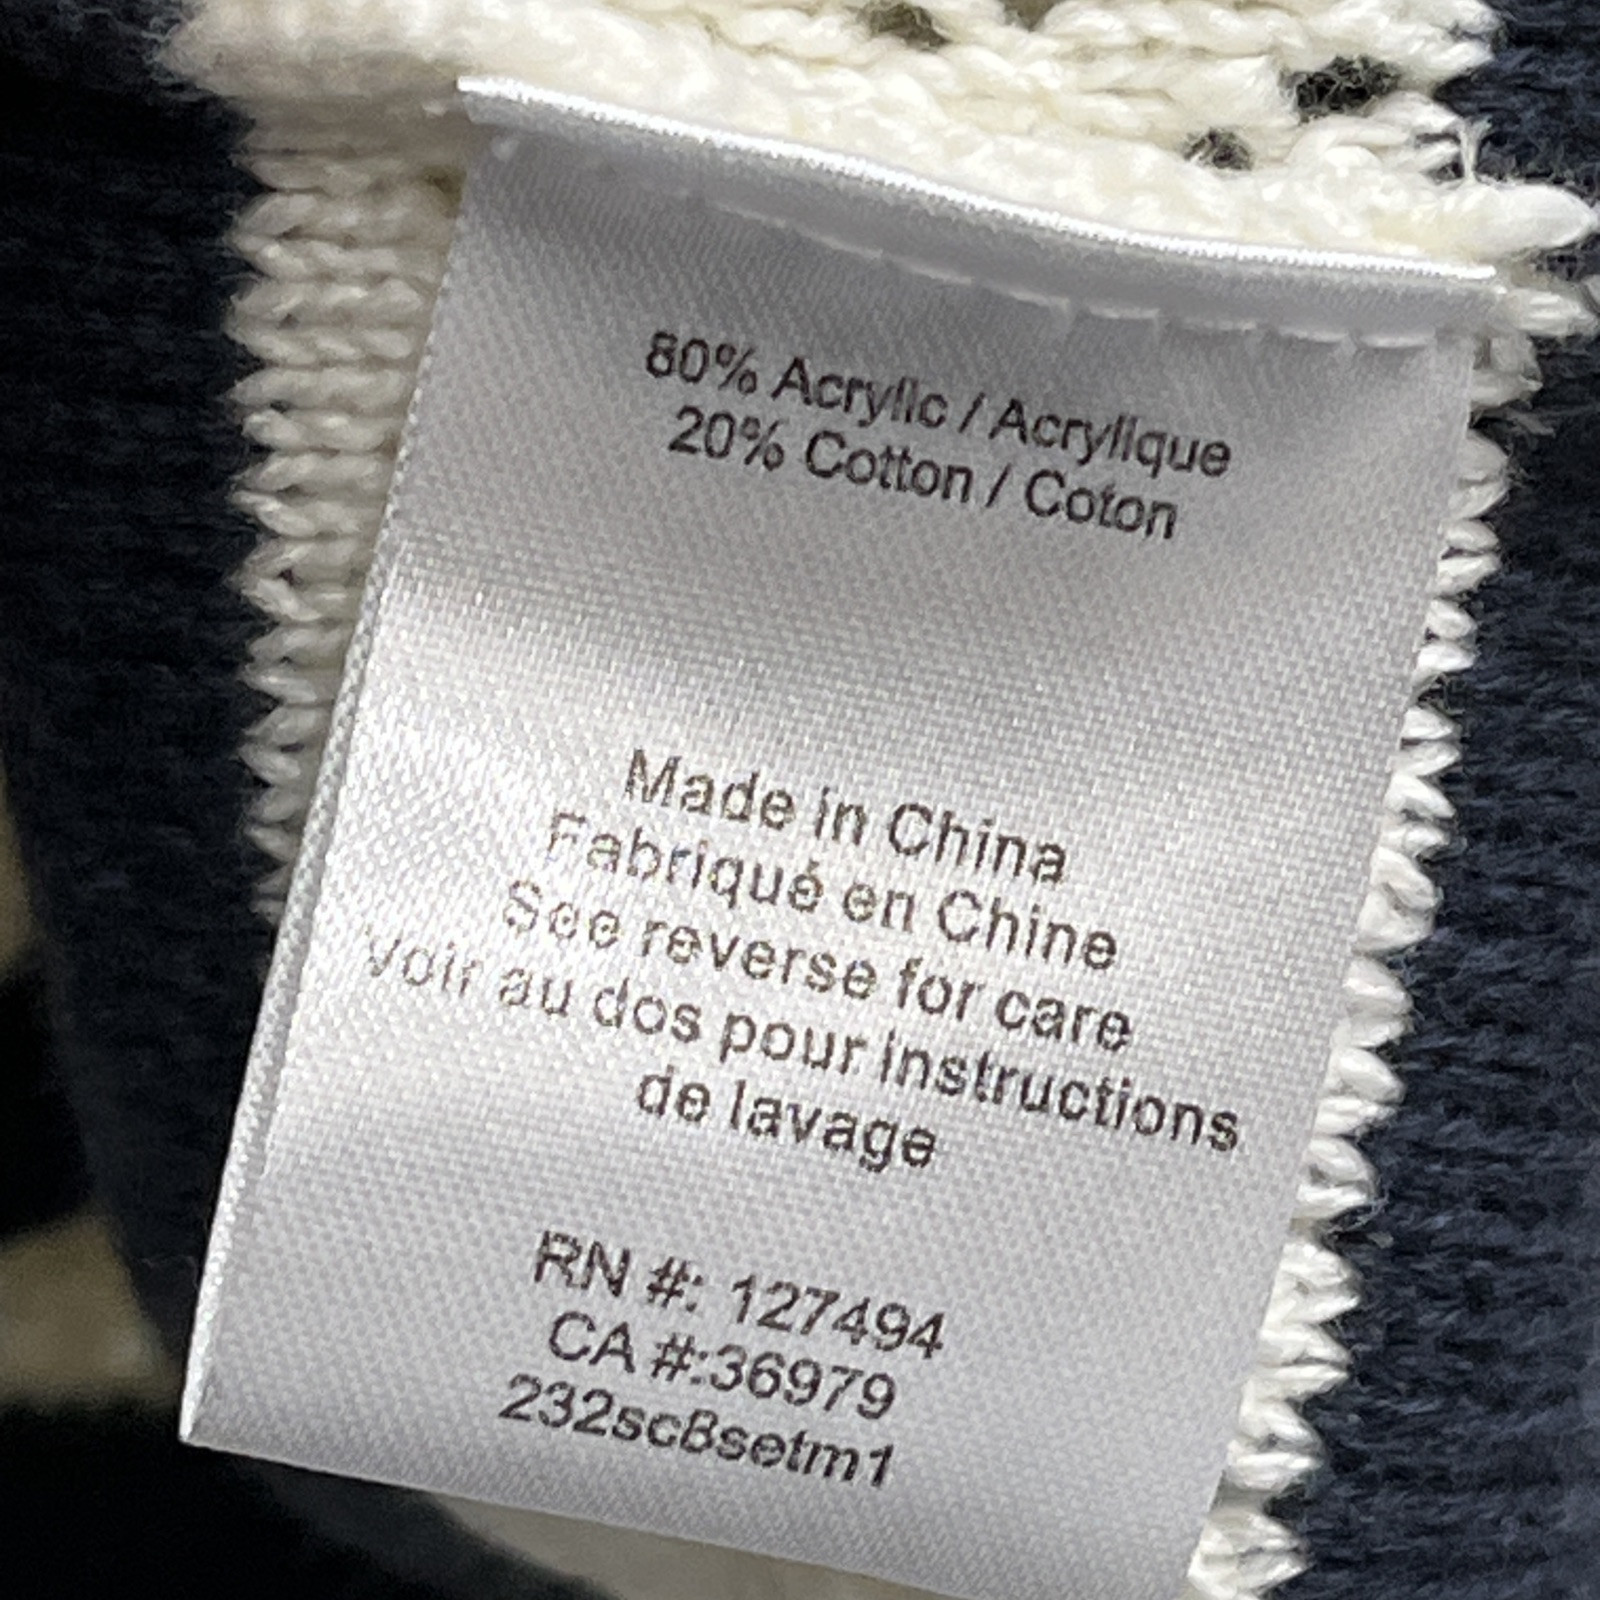 80% Acrylic / Acrylique
20% Cotton / Coton
Made in China
Fabriqué en Chine
See reverse for care
Voir au dos pour instructions
de lavage
RN #: 127494
CA #:36979
232sc8setm1